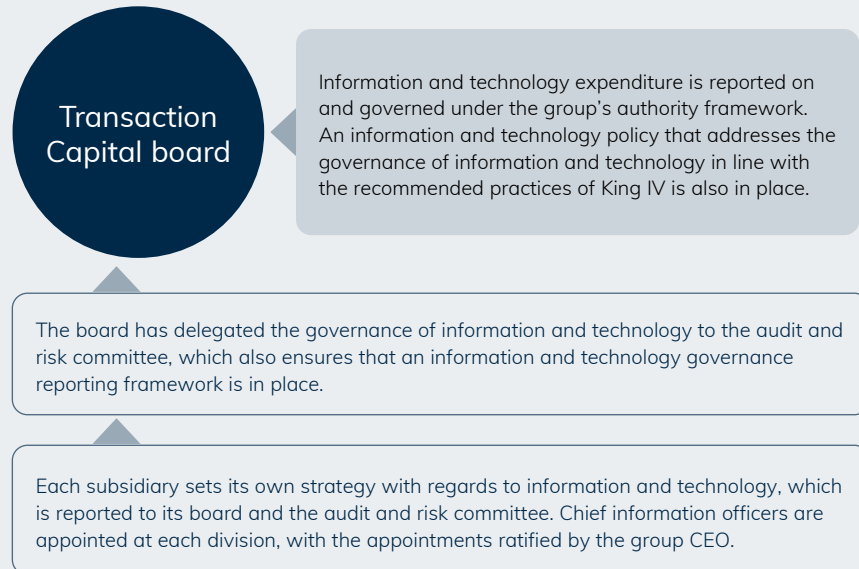 Transaction
Capital board
Information and technology expenditure is reported on
and governed under the group's authority framework.
An information and technology policy that addresses the
governance of information and technology in line with
the recommended practices of King IV is also in place.
The board has delegated the governance of information and technology to the audit and
risk committee, which also ensures that an information and technology governance
reporting framework is in place.
Each subsidiary sets its own strategy with regards to information and technology, which
is reported to its board and the audit and risk committee. Chief information officers are
appointed at each division, with the appointments ratified by the group CEO.